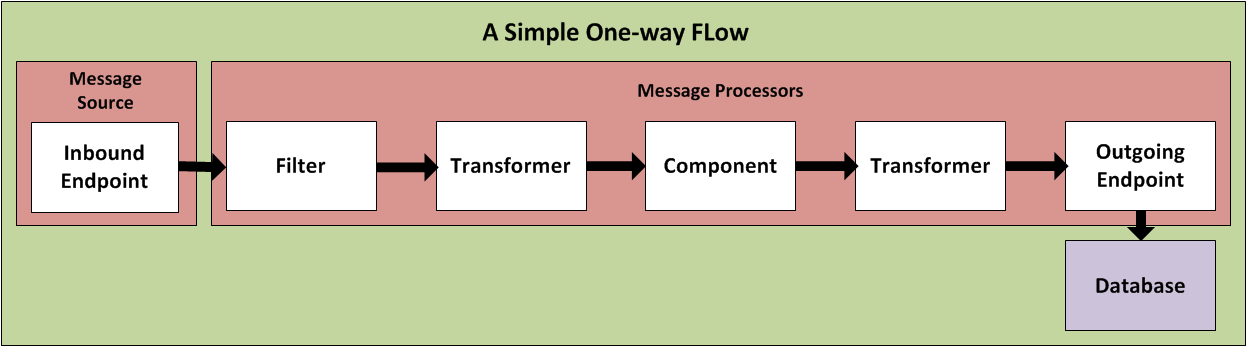 A Simple One-way FLow
Message
Source
Message Processors
Inbound
Endpoint
Filter
Transformer
Component
Transformer
Outgoing
Endpoint
Database